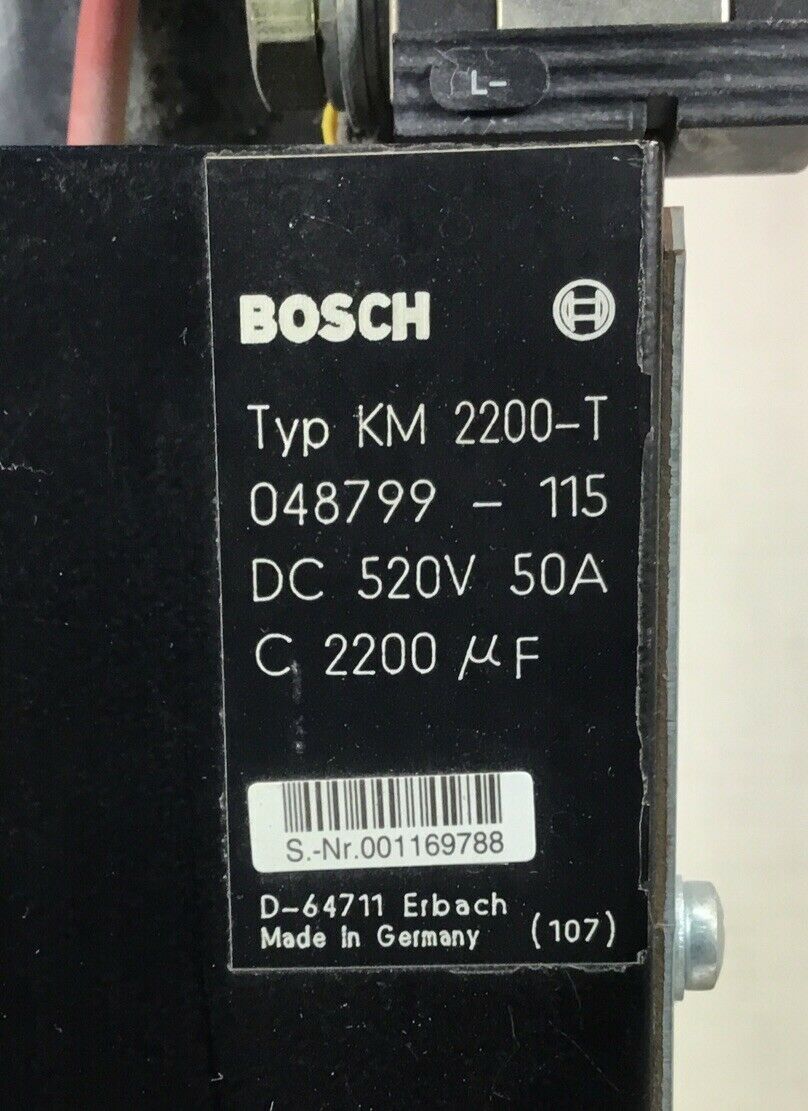 L-
BOSCH
Typ KM 2200-T
048799 - 115
DC 520V 50A
C 2200 µF
S.-Nr.001169788
D-64711 Erbach
Made in Germany (107)